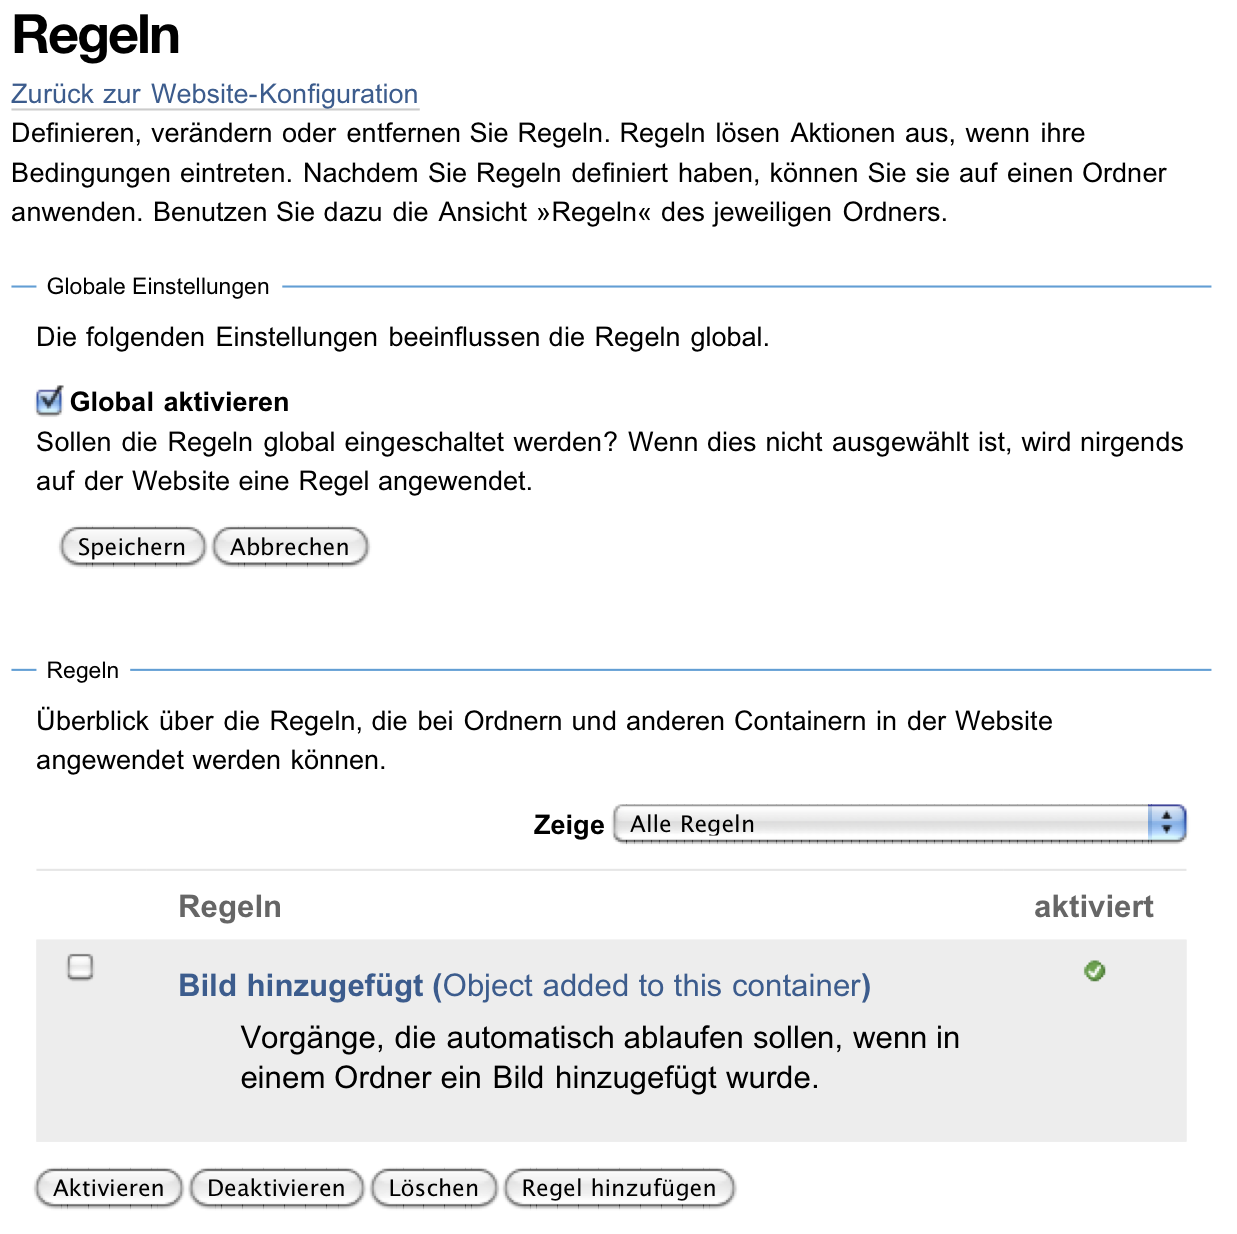 Regeln
Zurück zur Website-Konfiguration
Definieren, verändern oder entfernen Sie Regeln. Regeln lösen Aktionen aus, wenn ihre
Bedingungen eintreten. Nachdem Sie Regeln definiert haben, können Sie sie auf einen Ordner
anwenden. Benutzen Sie dazu die Ansicht »Regeln« des jeweiligen Ordners.
Globale Einstellungen
Die folgenden Einstellungen beeinflussen die Regeln global.
Global aktivieren
Sollen die Regeln global eingeschaltet werden? Wenn dies nicht ausgewählt ist, wird nirgends
auf der Website eine Regel angewendet.
Speichern Abbrechen
Regeln
Überblick über die Regeln, die bei Ordnern und anderen Containern in der Website
angewendet werden können.
Zeige Alle Regeln
Regeln aktiviert
Bild hinzugefügt (Object added to this container)
Vorgänge, die automatisch ablaufen sollen, wenn in
einem Ordner ein Bild hinzugefügt wurde.
Aktivieren Deaktivieren Löschen Regel hinzufügen